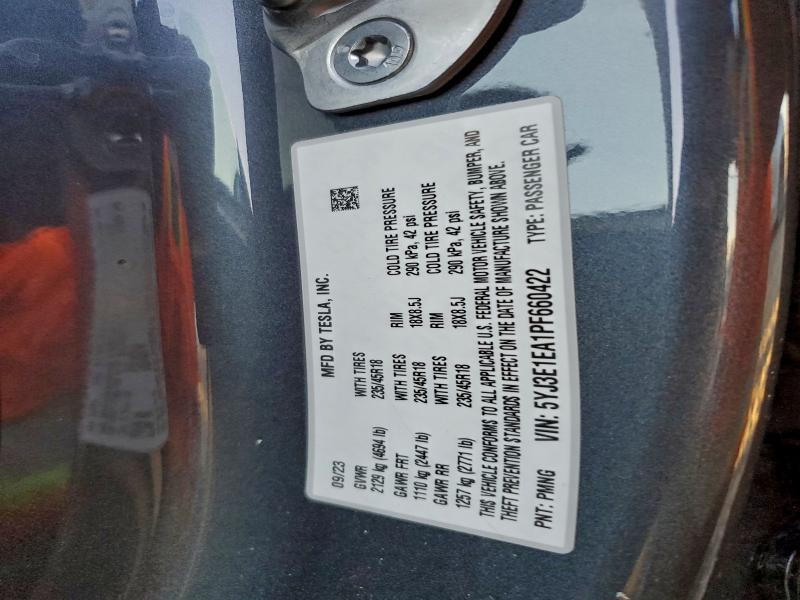 MFD BY TESLA, INC.
09/23
GVWR WITH TIRES RIM COLD TIRE PRESSURE
2129 kg (4694 lb) 235/45R18 18X8.5J 290 kPa, 42 psi
GAWR FRT WITH TIRES RIM COLD TIRE PRESSURE
1110 kg (2447 lb) 235/45R18 18X8.5J 290 kPa, 42 psi
GAWR RR WITH TIRES
1257 kg (2771 lb) 235/45R18
THIS VEHICLE CONFORMS TO ALL APPLICABLE U.S. FEDERAL MOTOR VEHICLE SAFETY, BUMPER, AND
THEFT PREVENTION STANDARDS IN EFFECT ON THE DATE OF MANUFACTURE SHOWN ABOVE.
PNT: PMNG VIN: 5YJ3E1EA1PF660422 TYPE: PASSENGER CAR